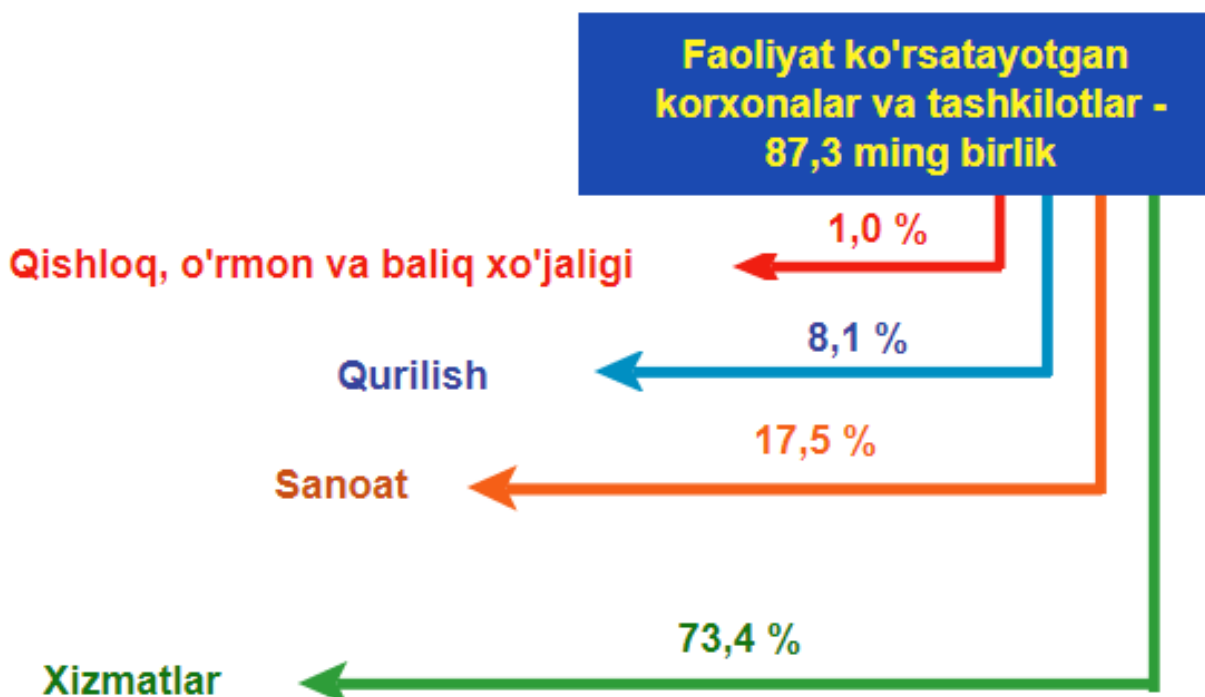 Faoliyat ko'rsatayotgan
korxonalar va tashkilotlar -
87,3 ming birlik
1,0 %
Qishloq, o'rmon va baliq xo'jaligi
8,1 %
Qurilish
17,5 %
Sanoat
73,4 %
Xizmatlar